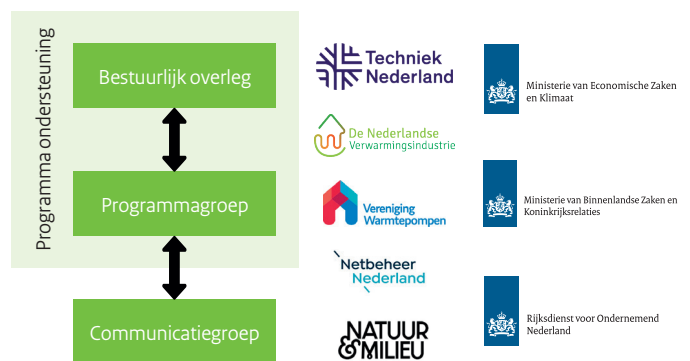 Programma ondersteuning
Bestuurlijk overleg
Programmagroep
Communicatiegroep
Techniek
Nederland
De Nederlandse
Verwarmingsindustrie
Vereniging
Warmtepompen
Netbeheer
Nederland
NATUUR
&MILIEU
Ministerie van Economische Zaken
en Klimaat
Ministerie van Binnenlandse Zaken en
Koninkrijksrelaties
Rijksdienst voor Ondernemend
Nederland